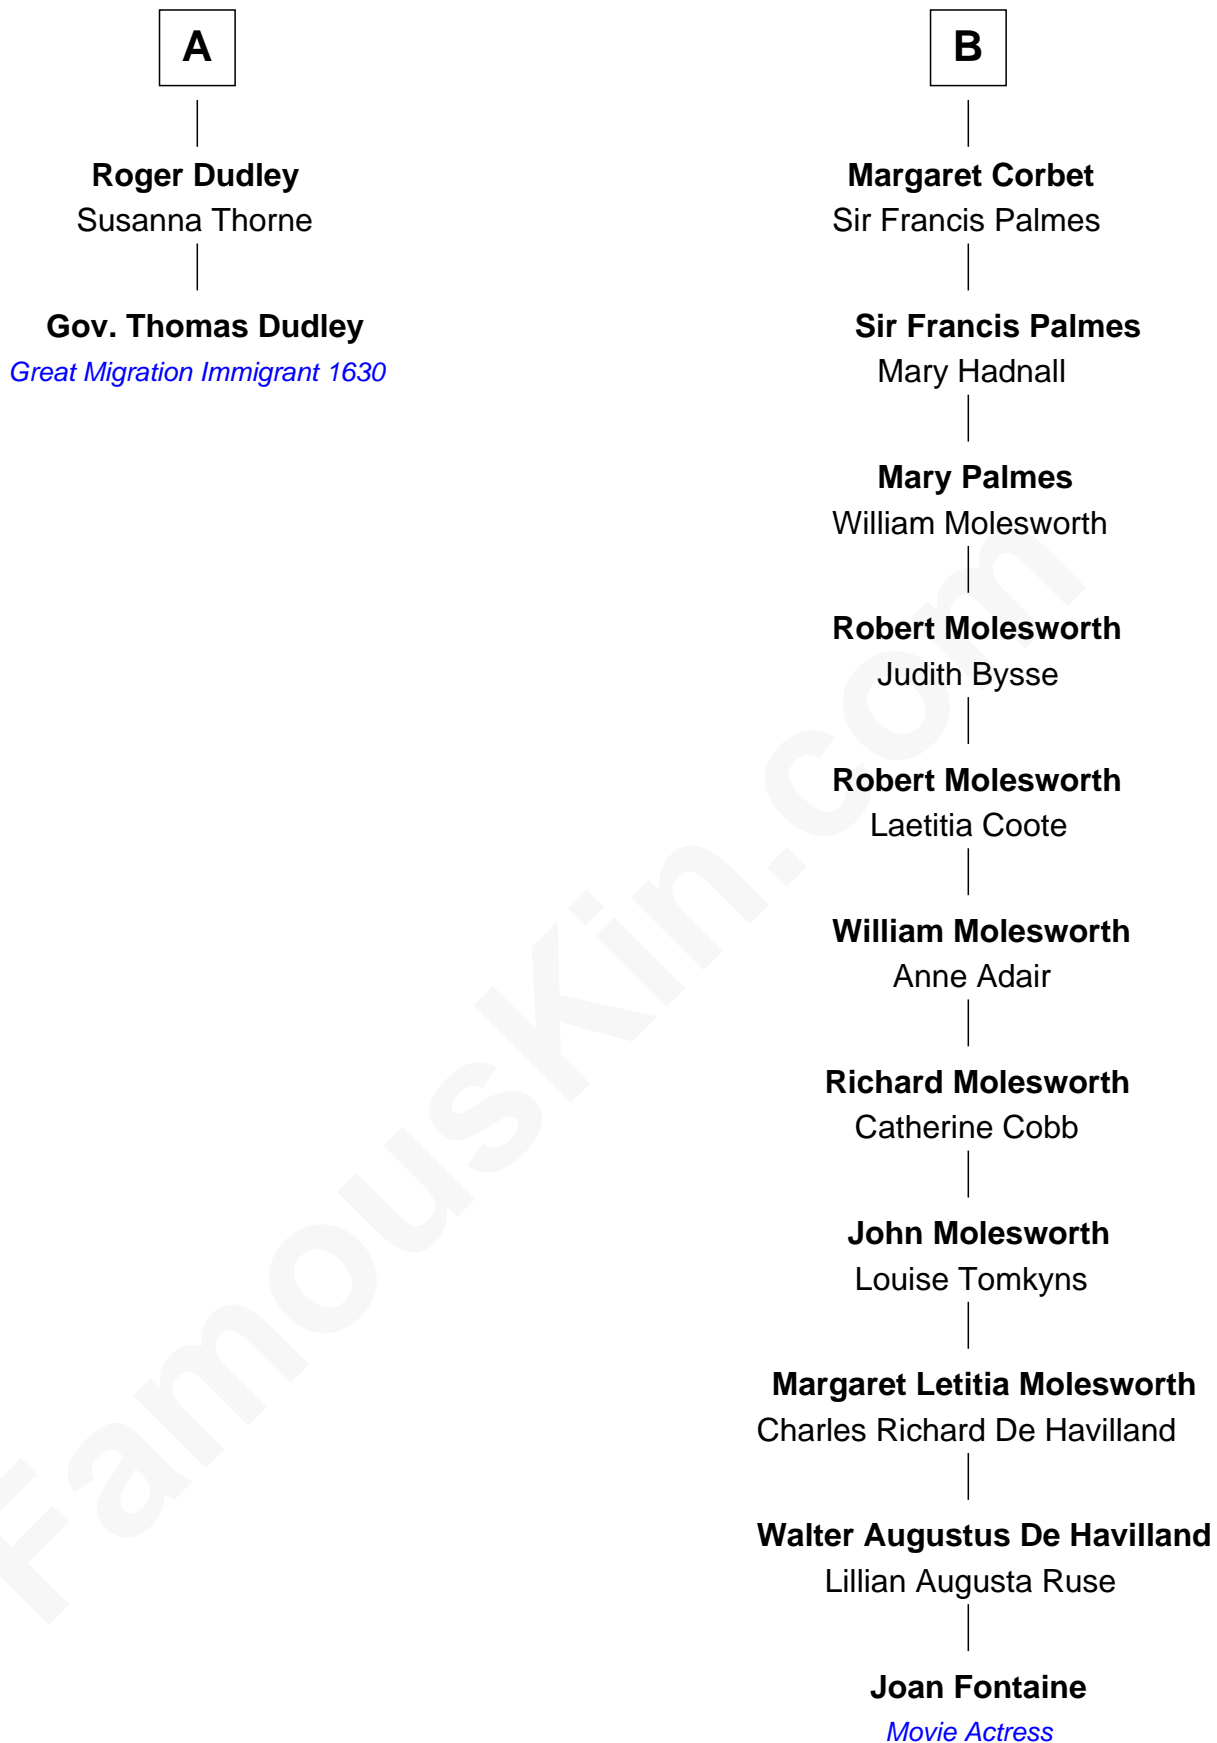 A
Roger Dudley
Susanna Thorne
Gov. Thomas Dudley
Great Migration Immigrant 1630
B
Margaret Corbet
Sir Francis Palmes
Sir Francis Palmes
Mary Hadnall
Mary Palmes
William Molesworth
Robert Molesworth
Judith Bysse
Robert Molesworth
Laetitia Coote
William Molesworth
Anne Adair
Richard Molesworth
Catherine Cobb
John Molesworth
Louise Tomkyns
Margaret Letitia Molesworth
Charles Richard De Havilland
Walter Augustus De Havilland
Lillian Augusta Ruse
Joan Fontaine
Movie Actress
FamousKin.com